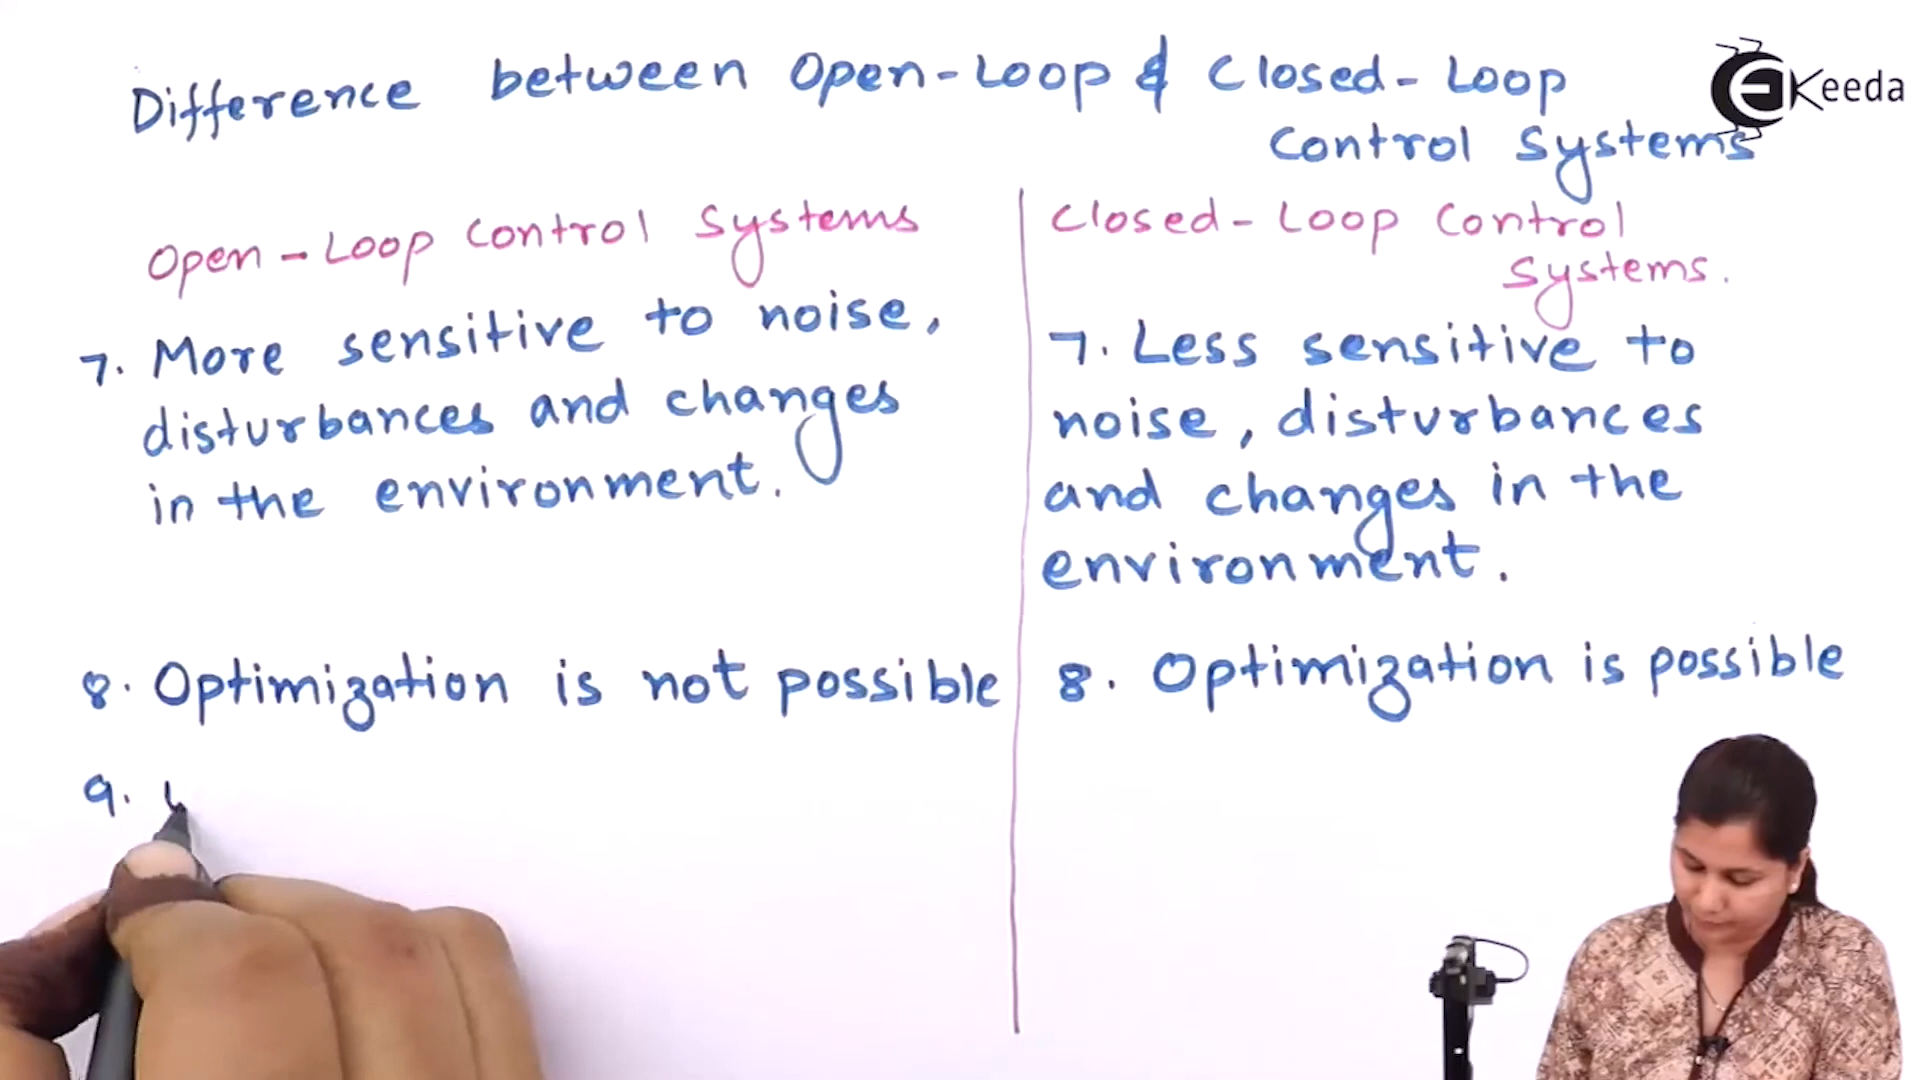 Difference between Open-Loop & Closed-Loop
Control Systems
EKeeda
Open-Loop Control Systems
7. More sensitive to noise,
disturbances and changes
in the environment.
8. Optimization is not possible
9.
Closed-Loop Control
Systems.
7. Less sensitive to
noise, disturbances
and changes in the
environment.
8. Optimization is possible